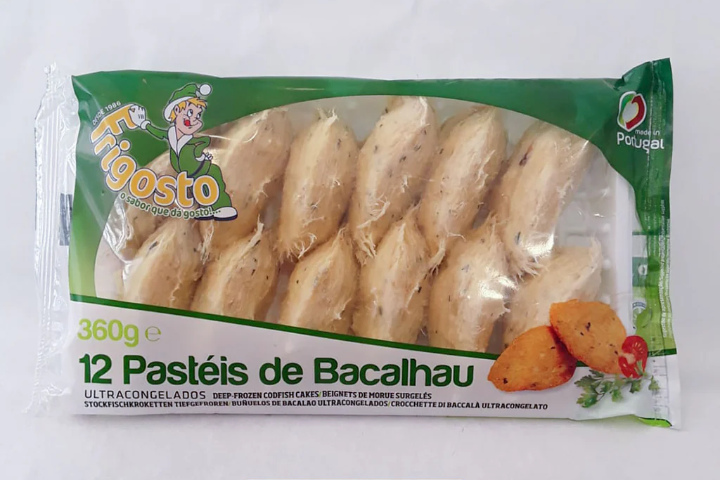 DESDE 1986
Frigosto
o sabor que dá gosto!...
made in
Portugal
360g e
12 Pastéis de Bacalhau
ULTRACONGELADOS DEEP-FROZEN CODFISH CAKES/ BEIGNETS DE MORUE SURGELÉS
STOCKFISCHKROKETTEN TIEFGEFROREN/ BUÑUELOS DE BACALAO ULTRACONGELADOS/ CROCCHETTE DI BACCALÀ ULTRACONGELATO